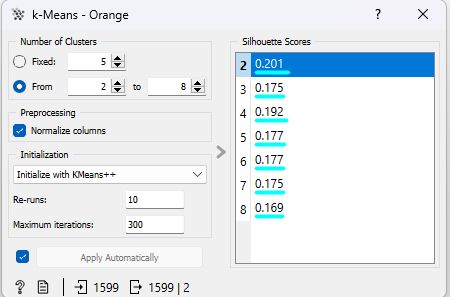 k-Means - Orange
Number of Clusters
Fixed: 5
From 2 to 8
Preprocessing
Normalize columns
Initialization
Initialize with KMeans++
Re-runs: 10
Maximum iterations: 300
Apply Automatically
? 1599 1599 | 2
Silhouette Scores
2 0.201
3 0.175
4 0.192
5 0.177
6 0.177
7 0.175
8 0.169